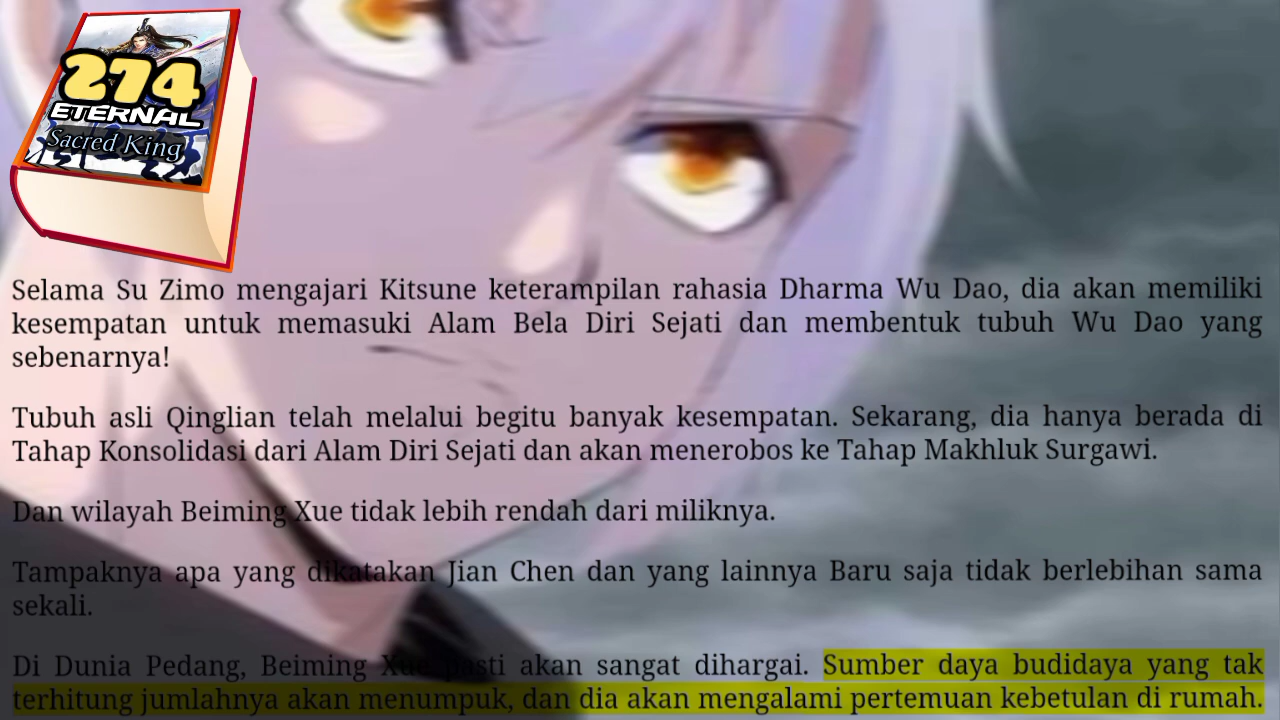 274
ETERNAL
Sacred King
Selama Su Zimo mengajari Kitsune keterampilan rahasia Dharma Wu Dao, dia akan memiliki
kesempatan untuk memasuki Alam Bela Diri Sejati dan membentuk tubuh Wu Dao yang
sebenarnya!
Tubuh asli Qinglian telah melalui begitu banyak kesempatan. Sekarang, dia hanya berada di
Tahap Konsolidasi dari Alam Diri Sejati dan akan menerobos ke Tahap Makhluk Surgawi.
Dan wilayah Beiming Xue tidak lebih rendah dari miliknya.
Tampaknya apa yang dikatakan Jian Chen dan yang lainnya Baru saja tidak berlebihan sama
sekali.
Di Dunia Pedang, Beiming Xue pasti akan sangat dihargai. Sumber daya budidaya yang tak
terhitung jumlahnya akan menumpuk, dan dia akan mengalami pertemuan kebetulan di rumah.